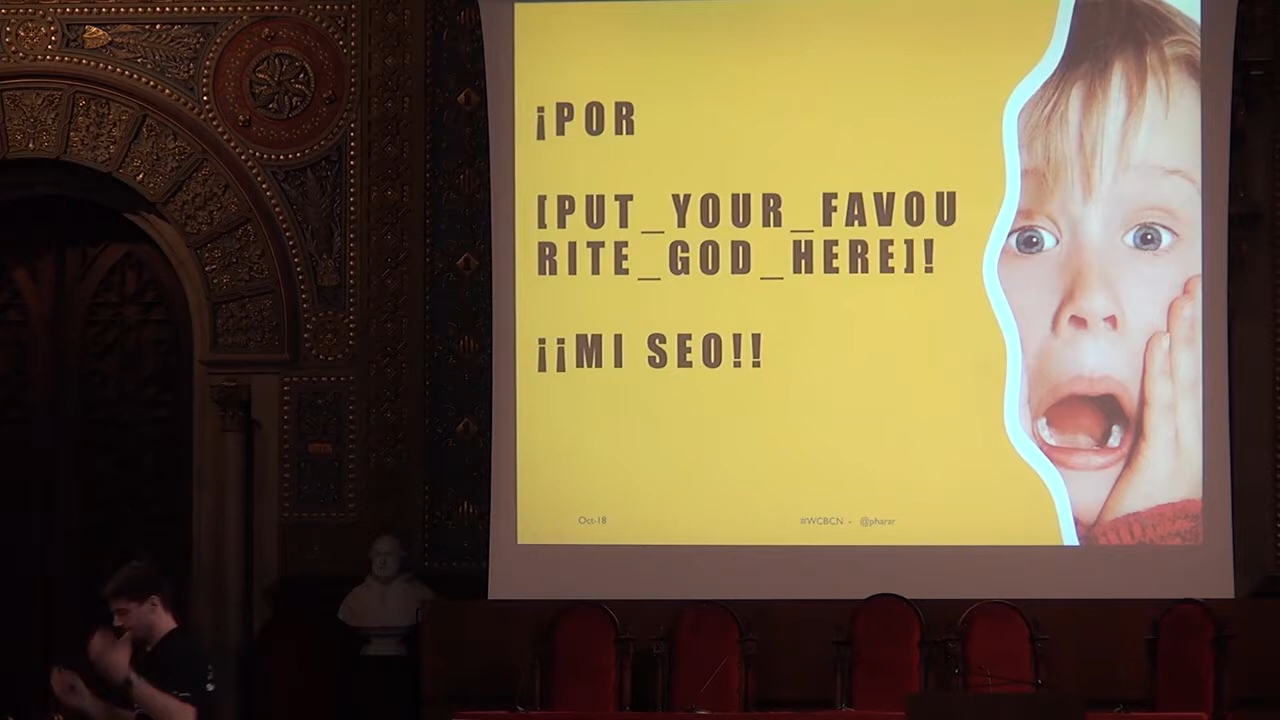 ¡POR
[PUT_YOUR_FAVOU
RITE_GOD_HERE]!
¡¡MI SEO!!
Oct-18
#WCBCN - @pharar